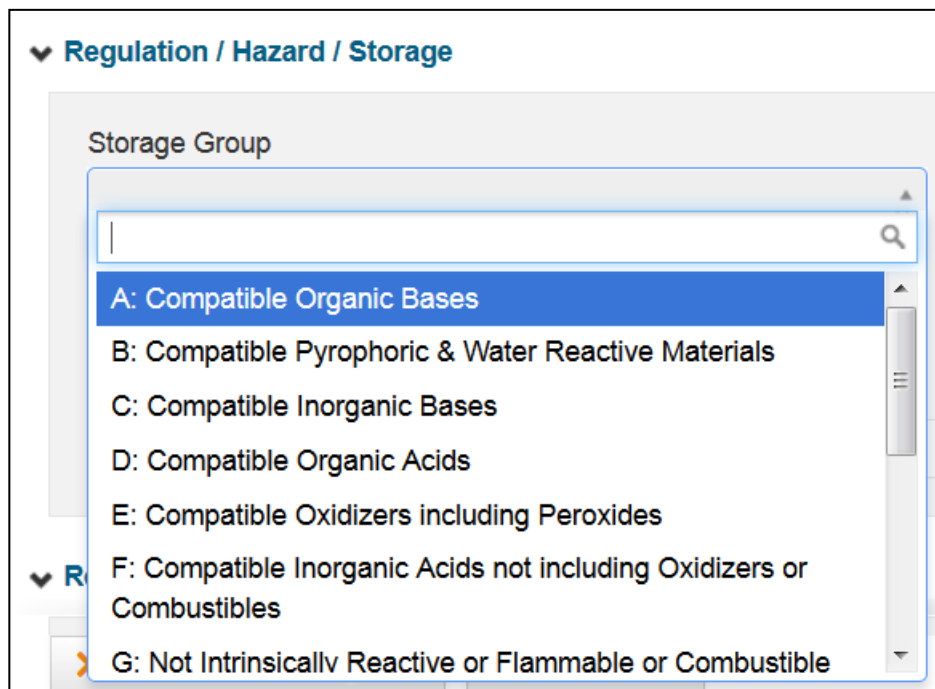 Regulation / Hazard / Storage
Storage Group
A: Compatible Organic Bases
B: Compatible Pyrophoric & Water Reactive Materials
C: Compatible Inorganic Bases
D: Compatible Organic Acids
E: Compatible Oxidizers including Peroxides
F: Compatible Inorganic Acids not including Oxidizers or
Combustibles
G: Not Intrinsically Reactive or Flammable or Combustible